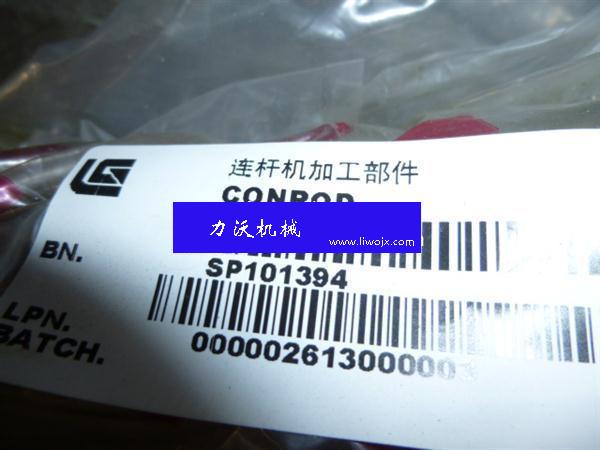 连杆机加工部件
CONROD
力沃机械
www.liwojx.com
BN.
SP101394
LPN.
BATCH.